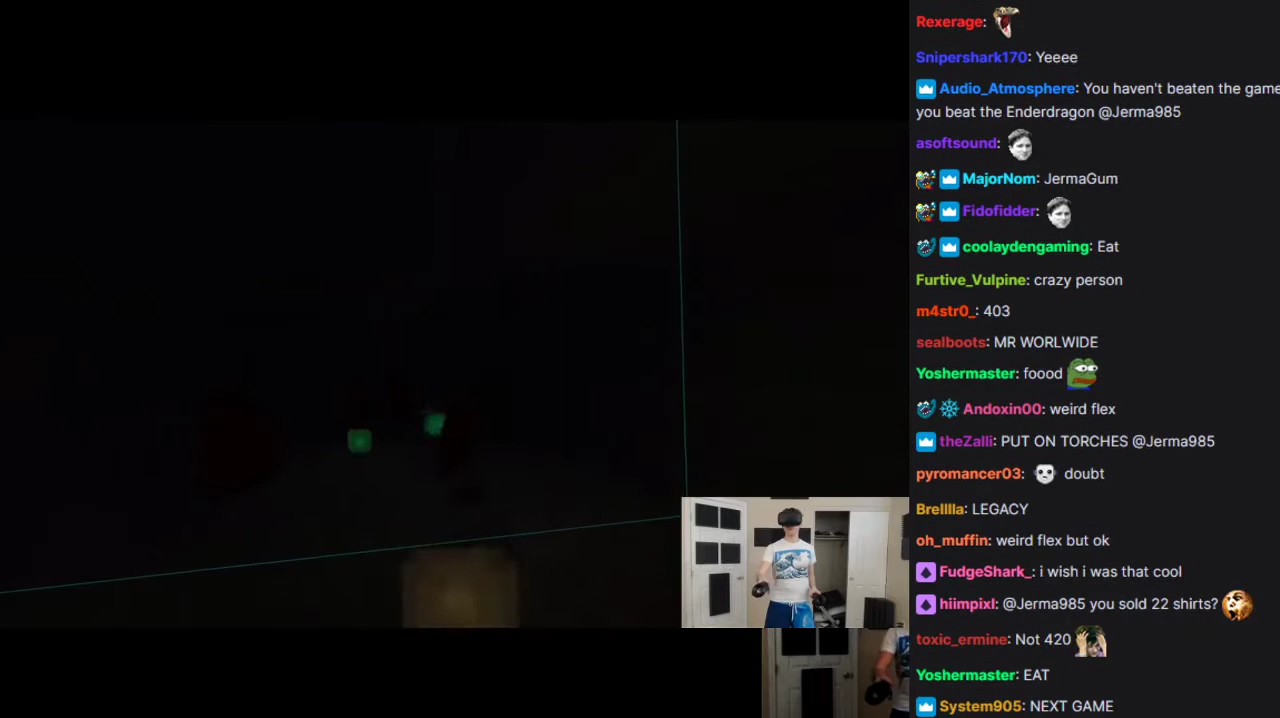 Rexerage:
Snipershark170: Yeeee
Audio_Atmosphere: You haven't beaten the game
you beat the Enderdragon @Jerma985
asoftsound:
MajorNom: JermaGum
Fidofidder:
coolaydengaming: Eat
Furtive_Vulpine: crazy person
m4str0_: 403
sealboots: MR WORLWIDE
Yoshermaster: foood
Andoxin00: weird flex
theZalli: PUT ON TORCHES @Jerma985
pyromancer03: doubt
Brelllla: LEGACY
oh_muffin: weird flex but ok
FudgeShark_: i wish i was that cool
hiimpixl: @Jerma985 you sold 22 shirts?
toxic_ermine: Not 420
Yoshermaster: EAT
System905: NEXT GAME